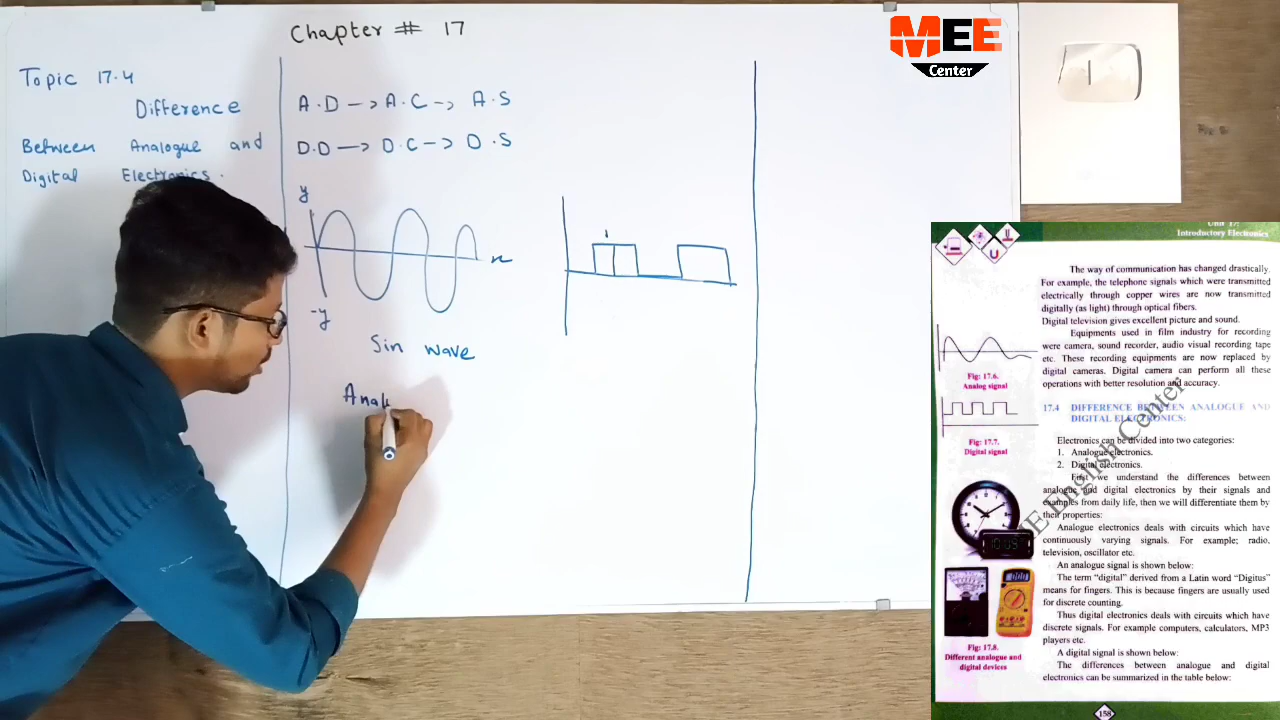 Chapter # 17
Topic 17.4
Difference
Between Analogue and
Digital Electronics.
A.D → A.C → A.S
D.D → D.C → D.S
y
x
-y
Sin wave
Anal
1
MEE
Center
Unit 17:
Introductory Electronics
The way of communication has changed drastically.
For example, the telephone signals which were transmitted
electrically through copper wires are now transmitted
digitally (as light) through optical fibers.
Digital television gives excellent picture and sound.
Equipments used in film industry for recording
were camera, sound recorder, audio visual recording tape
etc. These recording equipments are now replaced by
digital cameras. Digital camera can perform all these
operations with better resolution and accuracy.
Fig: 17.6.
Analog signal
Fig: 17.7.
Digital signal
17.4 DIFFERENCE BETWEEN ANALOGUE AND
DIGITAL ELECTRONICS:
Electronics can be divided into two categories:
1. Analogue electronics.
2. Digital electronics.
First we understand the differences between
analogue and digital electronics by their signals and
examples from daily life, then we will differentiate them by
their properties:
Analogue electronics deals with circuits which have
continuously varying signals. For example; radio,
television, oscillator etc.
An analogue signal is shown below:
The term "digital" derived from a Latin word "Digitus"
means for fingers. This is because fingers are usually used
for discrete counting.
Thus digital electronics deals with circuits which have
discrete signals. For example computers, calculators, MP3
players etc.
A digital signal is shown below:
The differences between analogue and digital
electronics can be summarized in the table below:
Fig: 17.8.
Different analogue and
digital devices
English Center
158